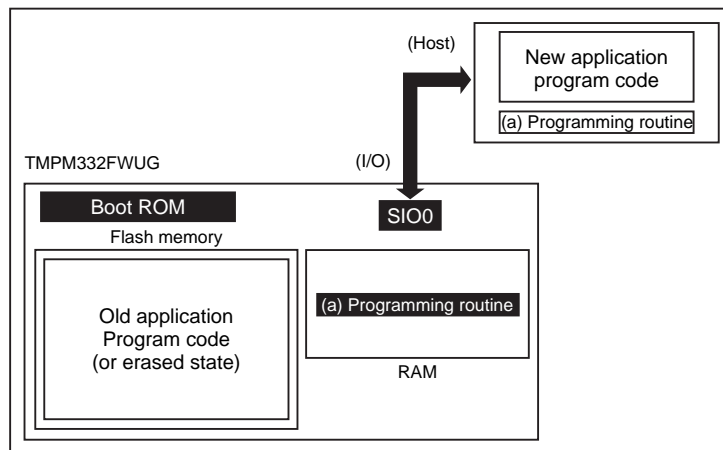 (Host)
New application
program code
(a) Programming routine
TMPM332FWUG
(I/O)
Boot ROM
SIO0
Flash memory
Old application
Program code
(or erased state)
(a) Programming routine
RAM